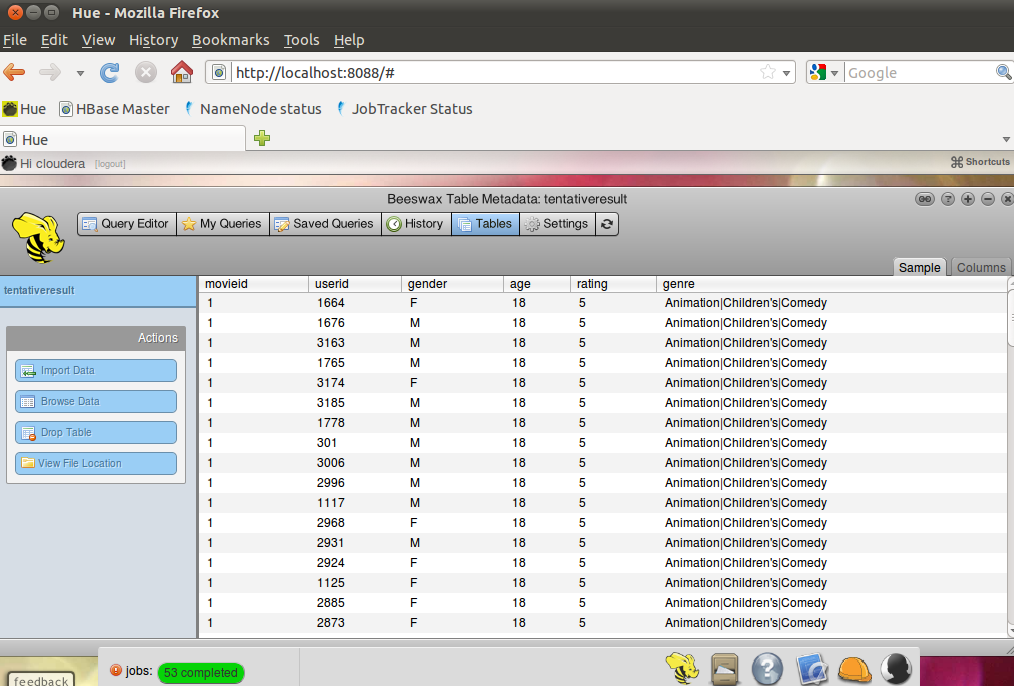 Hue - Mozilla Firefox
File Edit View History Bookmarks Tools Help
http://localhost:8088/# Google
Hue HBase Master NameNode status JobTracker Status
Hue
Hi cloudera [logout] Shortcuts
Beeswax Table Metadata: tentativeresult
Query Editor My Queries Saved Queries History Tables Settings
Sample Columns
tentativeresult
Actions
Import Data
Browse Data
Drop Table
View File Location
movieid userid gender age rating genre
1 1664 F 18 5 Animation|Children's|Comedy
1 1676 M 18 5 Animation|Children's|Comedy
1 3163 M 18 5 Animation|Children's|Comedy
1 1765 M 18 5 Animation|Children's|Comedy
1 3174 F 18 5 Animation|Children's|Comedy
1 3185 M 18 5 Animation|Children's|Comedy
1 1778 M 18 5 Animation|Children's|Comedy
1 301 M 18 5 Animation|Children's|Comedy
1 3006 M 18 5 Animation|Children's|Comedy
1 2996 M 18 5 Animation|Children's|Comedy
1 1117 M 18 5 Animation|Children's|Comedy
1 2968 F 18 5 Animation|Children's|Comedy
1 2931 M 18 5 Animation|Children's|Comedy
1 2924 F 18 5 Animation|Children's|Comedy
1 1125 F 18 5 Animation|Children's|Comedy
1 2885 F 18 5 Animation|Children's|Comedy
1 2873 F 18 5 Animation|Children's|Comedy
jobs: 53 completed
feedback